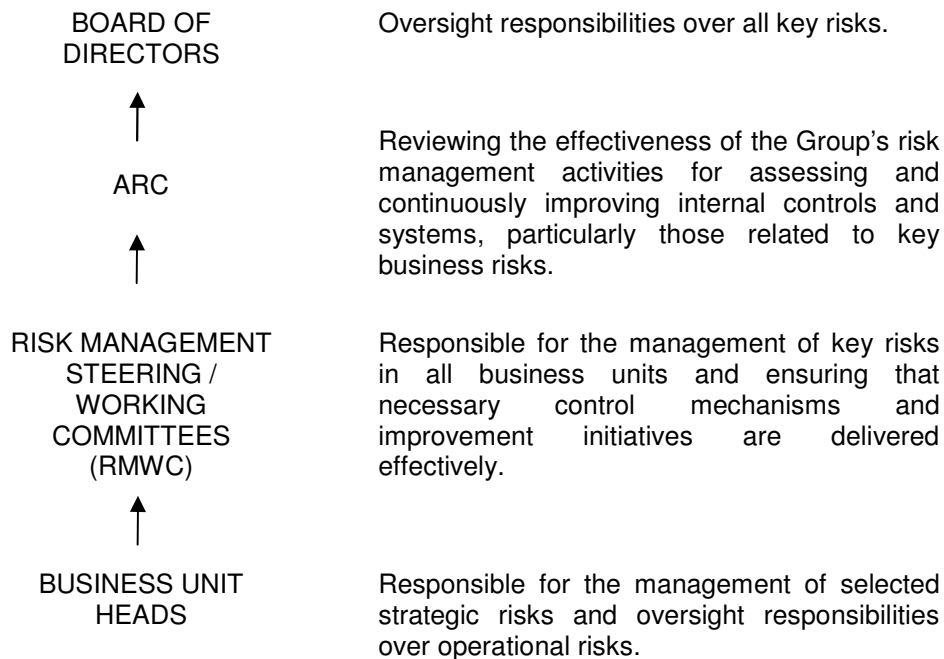 BOARD OF
DIRECTORS
Oversight responsibilities over all key risks.
ARC
Reviewing the effectiveness of the Group’s risk
management activities for assessing and
continuously improving internal controls and
systems, particularly those related to key
business risks.
RISK MANAGEMENT
STEERING /
WORKING
COMMITTEES
(RMWC)
Responsible for the management of key risks
in all business units and ensuring that
necessary control mechanisms and
improvement initiatives are delivered
effectively.
BUSINESS UNIT
HEADS
Responsible for the management of selected
strategic risks and oversight responsibilities
over operational risks.